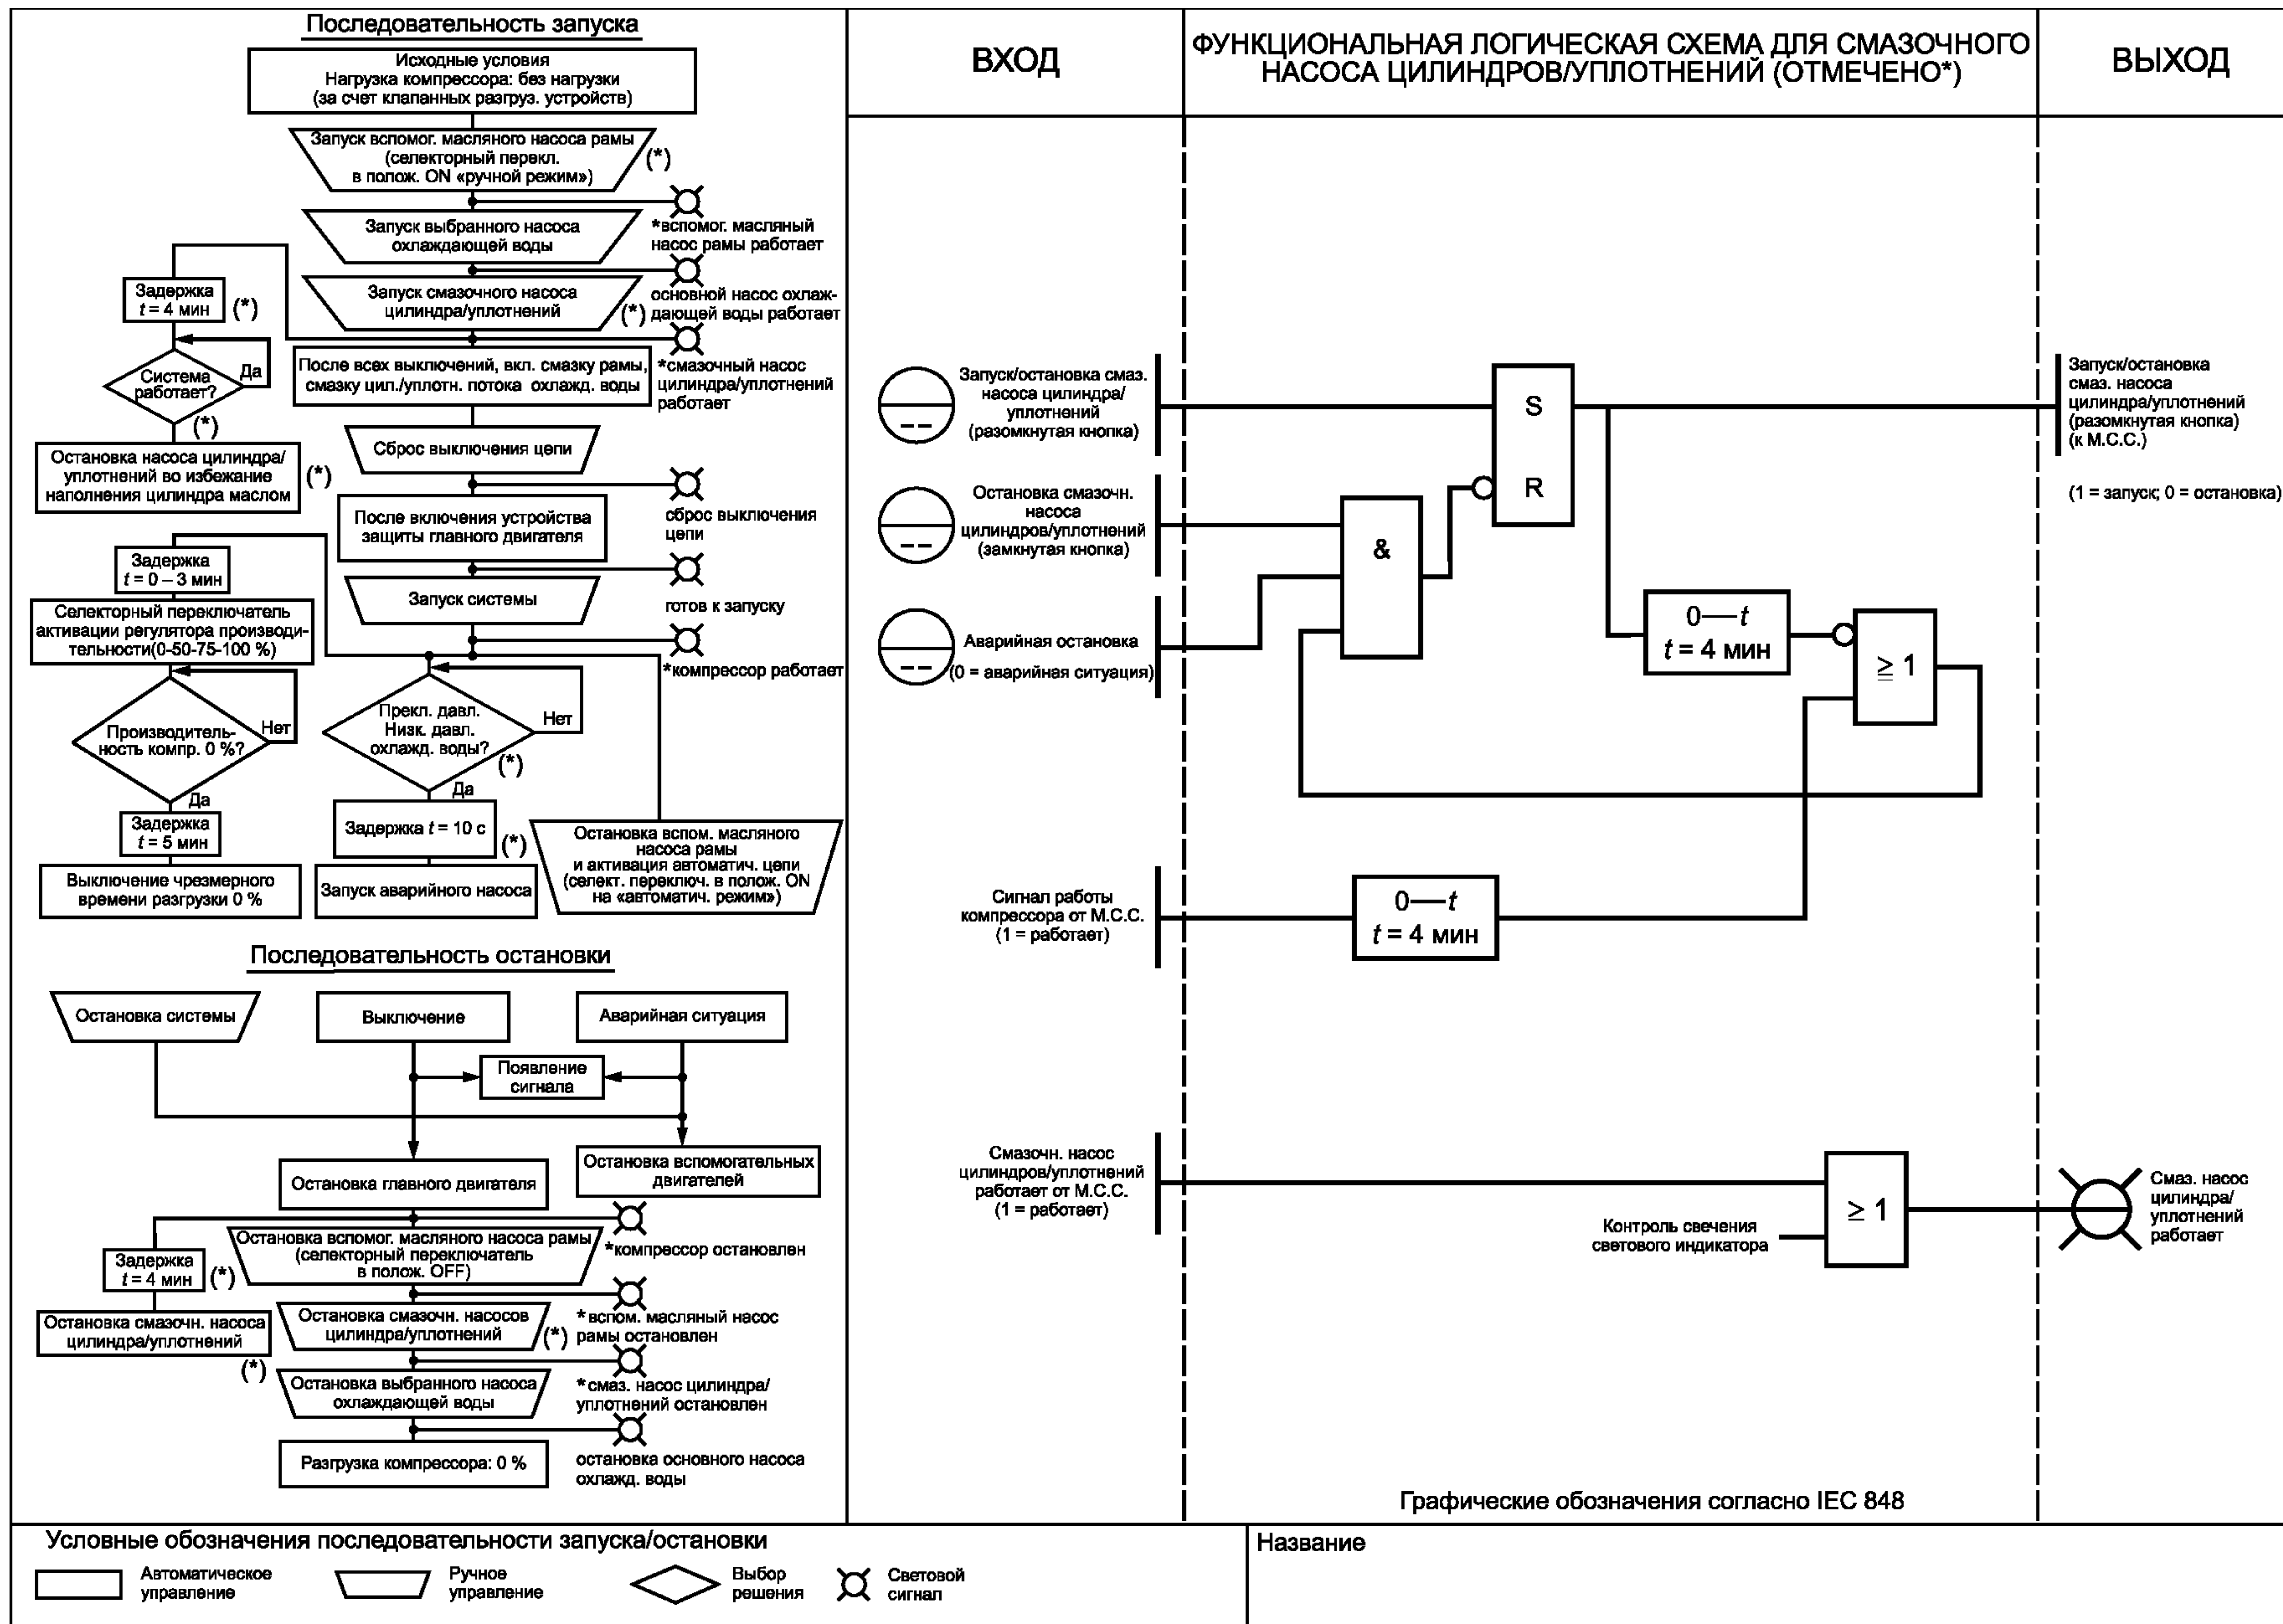 Последовательность запуска
Исходные условия
Нагрузка компрессора: без нагрузки
(за счет клапанных разгруз. устройств)
Запуск вспомог. масляного насоса рамы
(селекторный перекл.
в полож. ON «ручной режим»)
(*)
*вспомог. масляный
насос рамы работает
Запуск выбранного насоса
охлаждающей воды
основной насос охлаж-
дающей воды работает
Запуск смазочного насоса
цилиндра/уплотнений
(*)
*смазочный насос
цилиндра/уплотнений
работает
Задержка
t = 4 мин
(*)
Система
работает?
Да
(*)
Остановка насоса цилиндра/
уплотнений во избежание
наполнения цилиндра маслом
(*)
После всех выключений, вкл. смазку рамы,
смазку цил./уплотн. потока охлажд. воды
Сброс выключения цепи
сброс выключения
цепи
После включения устройства
защиты главного двигателя
готов к запуску
Запуск системы
*компрессор работает
Задержка
t = 0 – 3 мин
Селекторный переключатель
активации регулятора производи-
тельности(0-50-75-100 %)
Производитель-
ность компр. 0 %?
Нет
Да
Задержка
t = 5 мин
Выключение чрезмерного
времени разгрузки 0 %
Прекл. давл.
Низк. давл.
охлажд. воды?
Нет
(*)
Да
Задержка t = 10 с
(*)
Запуск аварийного насоса
Остановка вспом. масляного
насоса рамы
и активация автоматич. цепи
(селект. переключ. в полож. ON
на «автоматич. режим»)
Последовательность остановки
Остановка системы
Выключение
Аварийная ситуация
Появление
сигнала
Остановка главного двигателя
Остановка вспомогательных
двигателей
*компрессор остановлен
Остановка вспомог. масляного насоса рамы
(селекторный переключатель
в полож. OFF)
Задержка
t = 4 мин
(*)
Остановка смазочн. насоса
цилиндра/уплотнений
(*)
*вспом. масляный насос
рамы остановлен
Остановка смазочн. насосов
цилиндра/уплотнений
(*)
*смаз. насос цилиндра/
уплотнений остановлен
Остановка выбранного насоса
охлаждающей воды
остановка основного насоса
охлажд. воды
Разгрузка компрессора: 0 %
ВХОД
ФУНКЦИОНАЛЬНАЯ ЛОГИЧЕСКАЯ СХЕМА ДЛЯ СМАЗОЧНОГО
НАСОСА ЦИЛИНДРОВ/УПЛОТНЕНИЙ (ОТМЕЧЕНО*)
ВЫХОД
Запуск/остановка смаз.
насоса цилиндра/
уплотнений
(разомкнутая кнопка)
Остановка смазочн.
насоса
цилиндров/уплотнений
(замкнутая кнопка)
Аварийная остановка
(0 = аварийная ситуация)
Сигнал работы
компрессора от М.С.С.
(1 = работает)
Смазочн. насос
цилиндров/уплотнений
работает от М.С.С.
(1 = работает)
S
R
&
0—t
t = 4 мин
≥ 1
0—t
t = 4 мин
≥ 1
Контроль свечения
светового индикатора
Запуск/остановка
смаз. насоса
цилиндра/уплотнений
(разомкнутая кнопка)
(к М.С.С.)
(1 = запуск; 0 = остановка)
Смаз. насос
цилиндра/
уплотнений
работает
Графические обозначения согласно IEC 848
Условные обозначения последовательности запуска/остановки
Автоматическое
управление
Ручное
управление
Выбор
решения
Световой
сигнал
Название